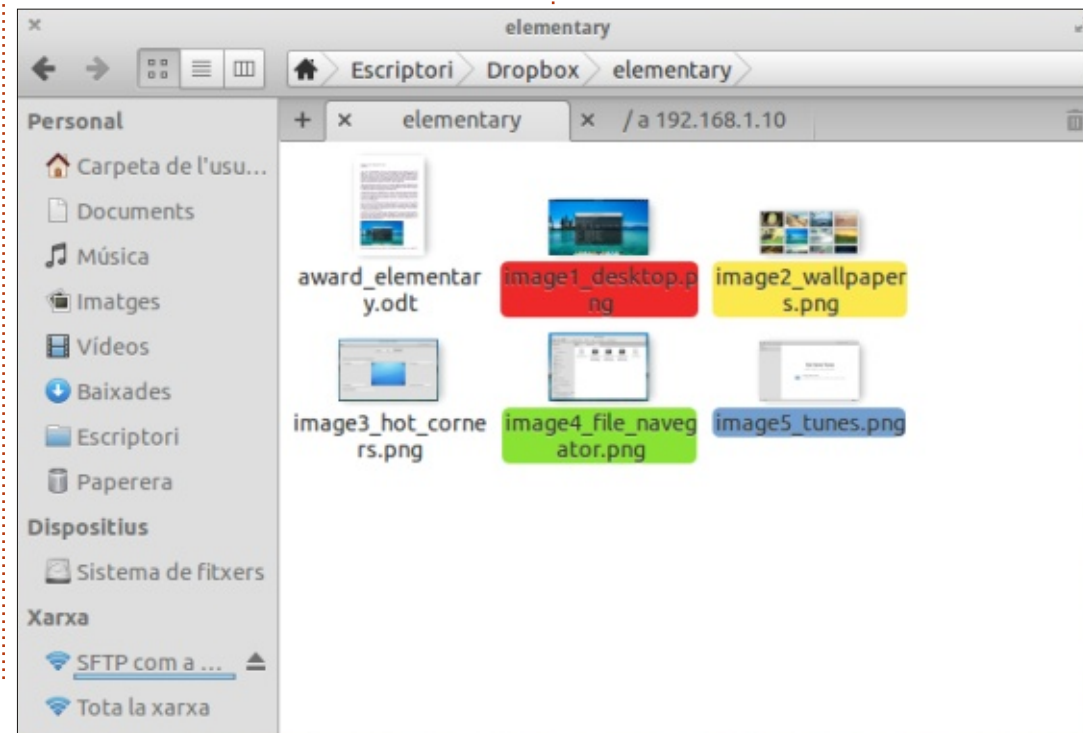 elementary
Escriptori Dropbox elementary
+ × elementary × / a 192.168.1.10
Personal
Carpeta de l'usu...
Documents
Música
Imatges
Vídeos
Baixades
Escriptori
Paperera
Dispositius
Sistema de fitxers
Xarxa
SFTP com a ...
Tota la xarxa
award_elementar
y.odt
image1_desktop.p
ng
image2_wallpaper
s.png
image3_hot_corne
rs.png
image4_file_naveg
ator.png
image5_tunes.png